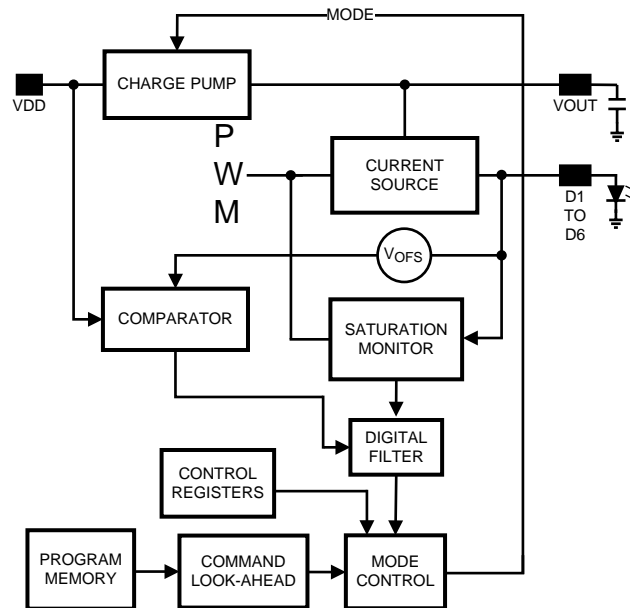 MODE
CHARGE PUMP
VDD
VOUT
P
W
M
CURRENT
SOURCE
D1
TO
D6
VOFS
COMPARATOR
SATURATION
MONITOR
DIGITAL
FILTER
CONTROL
REGISTERS
PROGRAM
MEMORY
COMMAND
LOOK-AHEAD
MODE
CONTROL